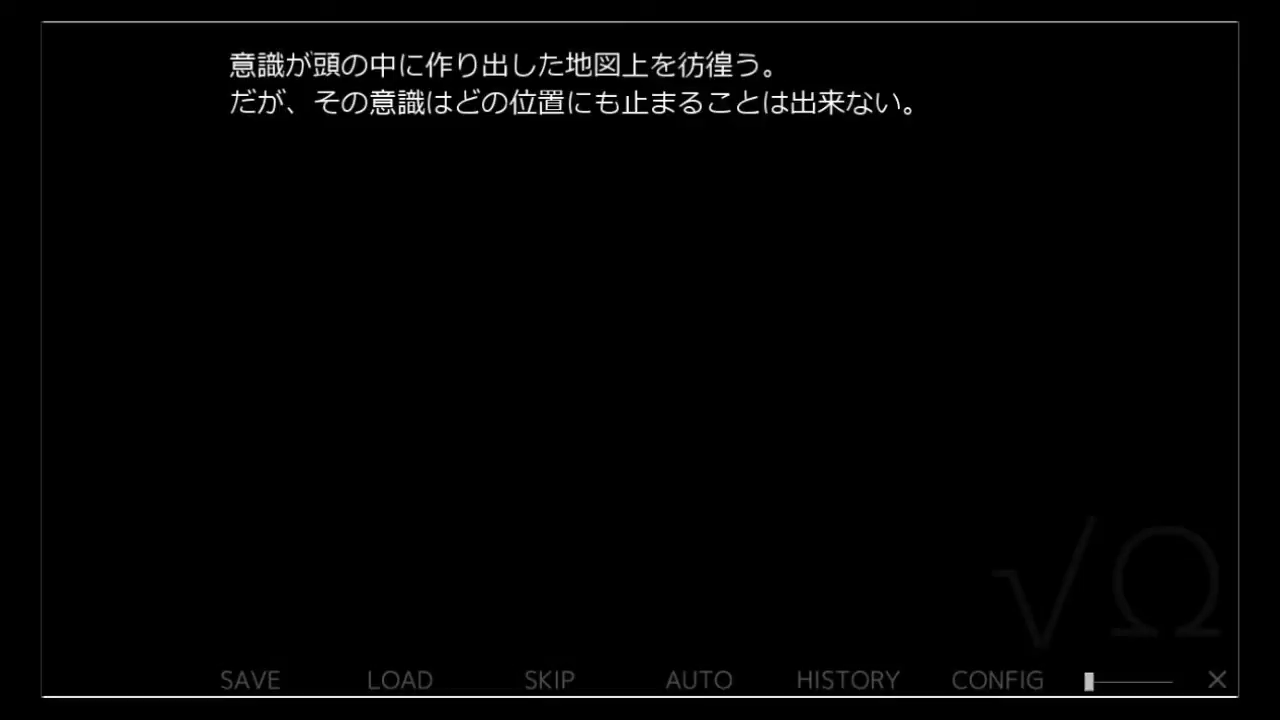 意識が頭の中に作り出した地図上を彷徨う。
だが、その意識はどの位置にも止まることは出来ない。
√Ω
SAVE LOAD SKIP AUTO HISTORY CONFIG ×